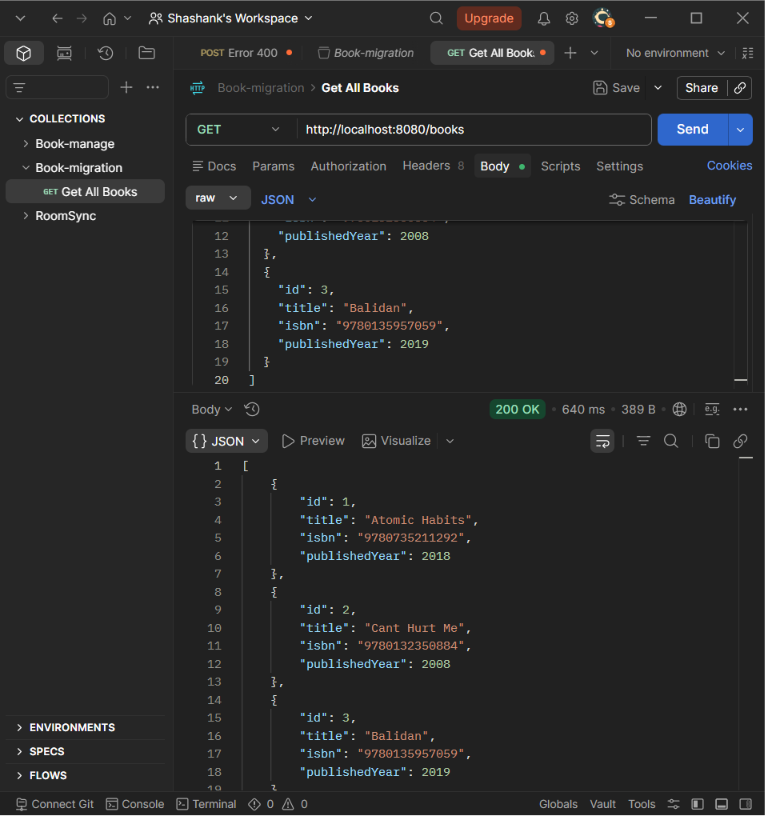 Shashank's Workspace
Upgrade
POST Error 400
Book-migration
GET Get All Books
No environment
Book-migration > Get All Books
Save
Share
COLLECTIONS
Book-manage
Book-migration
GET Get All Books
RoomSync
GET
http://localhost:8080/books
Send
Docs Params Authorization Headers 8 Body Scripts Settings Cookies
raw JSON Schema Beautify
12 "publishedYear": 2008
13 },
14 {
15 "id": 3,
16 "title": "Balidan",
17 "isbn": "9780135957059",
18 "publishedYear": 2019
19 }
20 ]
Body 200 OK 640 ms 389 B e.g.
{} JSON Preview Visualize
1 [
2 {
3 "id": 1,
4 "title": "Atomic Habits",
5 "isbn": "9780735211292",
6 "publishedYear": 2018
7 },
8 {
9 "id": 2,
10 "title": "Cant Hurt Me",
11 "isbn": "9780132350884",
12 "publishedYear": 2008
13 },
14 {
15 "id": 3,
16 "title": "Balidan",
17 "isbn": "9780135957059",
18 "publishedYear": 2019
19 }
ENVIRONMENTS
SPECS
FLOWS
Connect Git Console Terminal 0 0 Globals Vault Tools